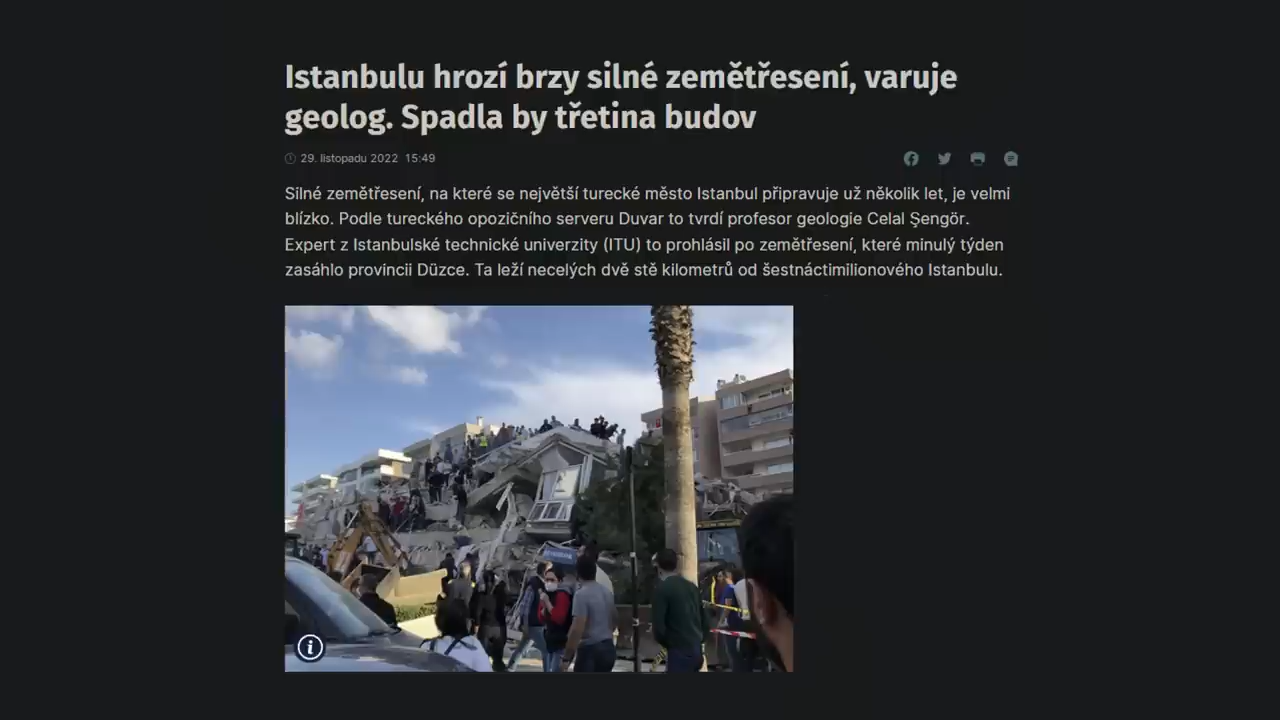 Istanbulu hrozí brzy silné zemětřesení, varuje
geolog. Spadla by třetina budov
29. listopadu 2022 15:49
Silné zemětřesení, na které se největší turecké město Istanbul připravuje už několik let, je velmi
blízko. Podle tureckého opozičního serveru Duvar to tvrdí profesor geologie Celal Şengör.
Expert z Istanbulské technické univerzity (ITU) to prohlásil po zemětřesení, které minulý týden
zasáhlo provincii Düzce. Ta leží necelých dvě stě kilometrů od šestnáctimilionového Istanbulu.